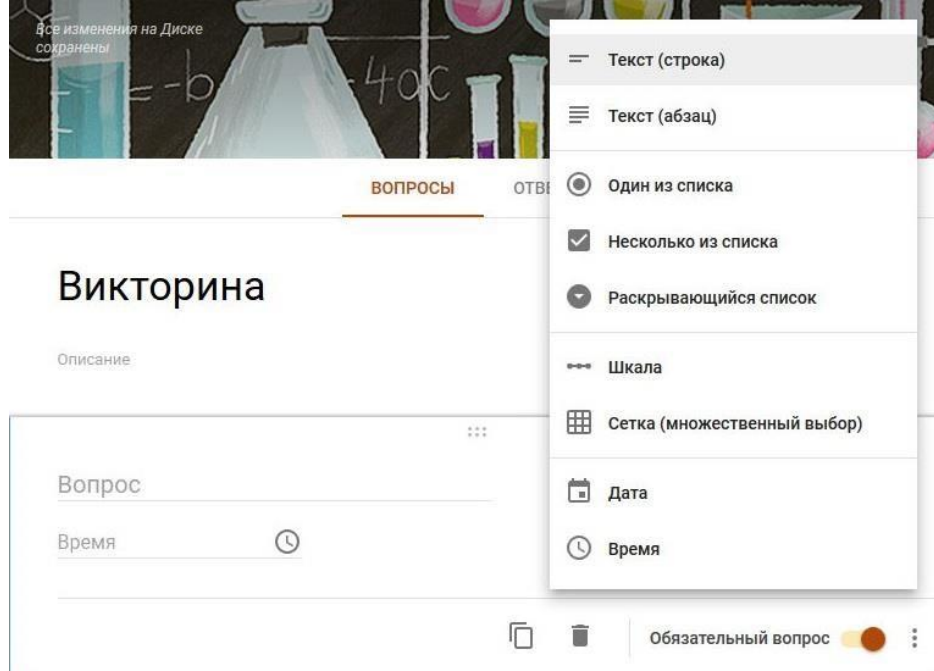 Все изменения на Диске
сохранены
=-b
-4ac
ВОПРОСЫ
ОТВЕ
Викторина
Описание
Вопрос
Время
Текст (строка)
Текст (абзац)
Один из списка
Несколько из списка
Раскрывающийся список
Шкала
Сетка (множественный выбор)
Дата
Время
Обязательный вопрос